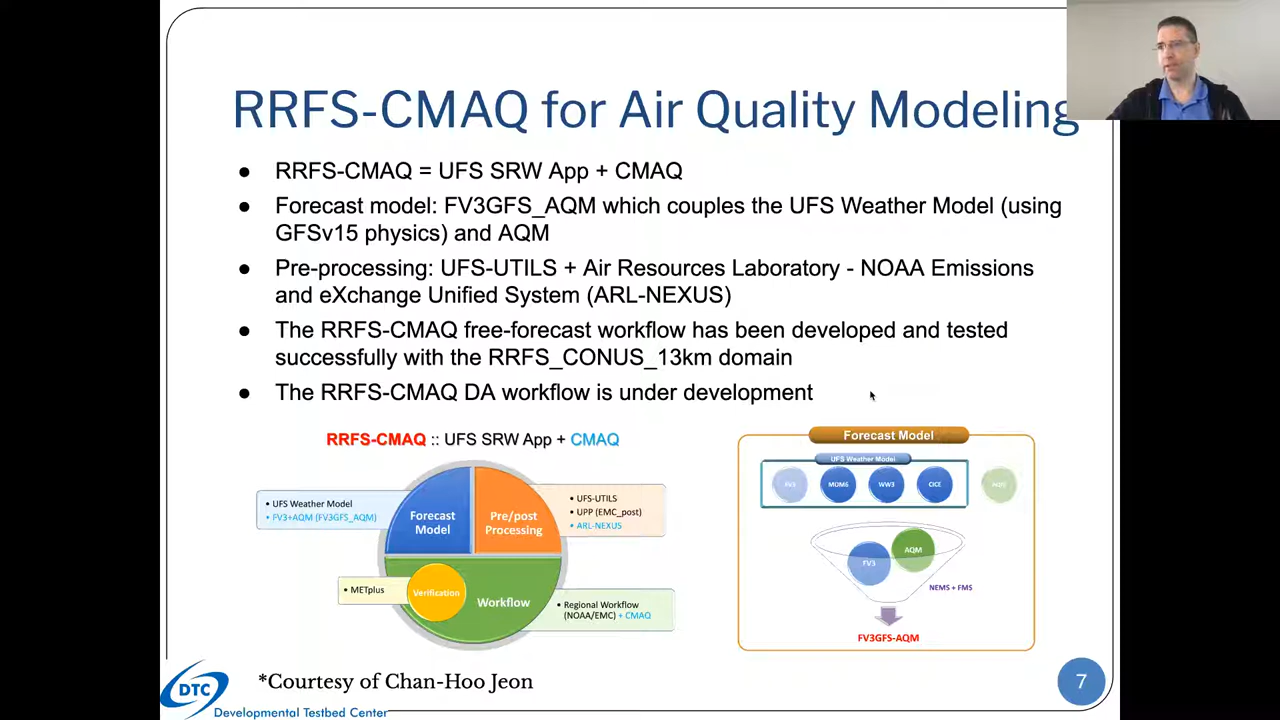 RRFS-CMAQ for Air Quality Modeling
● RRFS-CMAQ = UFS SRW App + CMAQ
● Forecast model: FV3GFS_AQM which couples the UFS Weather Model (using
GFSv15 physics) and AQM
● Pre-processing: UFS-UTILS + Air Resources Laboratory - NOAA Emissions
and eXchange Unified System (ARL-NEXUS)
● The RRFS-CMAQ free-forecast workflow has been developed and tested
successfully with the RRFS_CONUS_13km domain
● The RRFS-CMAQ DA workflow is under development
RRFS-CMAQ :: UFS SRW App + CMAQ
• UFS Weather Model
• FV3+AQM (FV3GFS_AQM)
Forecast
Model
Pre/post
Processing
• UFS-UTILS
• UPP (EMC_post)
• ARL-NEXUS
• METplus
Verification
Workflow
• Regional Workflow
(NOAA/EMC) + CMAQ
Forecast Model
UFS Weather Model
FV3
MOM6
WW3
CICE
AQM
FV3
AQM
NEMS + FMS
FV3GFS-AQM
DTC
Developmental Testbed Center
*Courtesy of Chan-Hoo Jeon
7